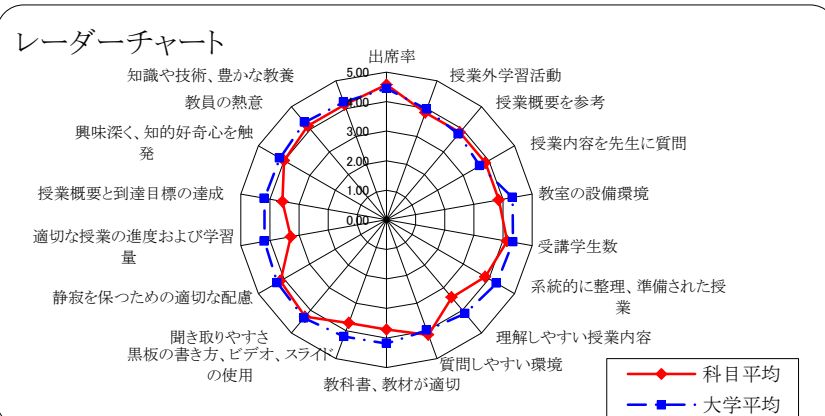 レーダーチャート
出席率
授業外学習活動
授業概要を参考
授業内容を先生に質問
教室の設備環境
受講学生数
系統的に整理、準備された授
業
理解しやすい授業内容
質問しやすい環境
教科書、教材が適切
黒板の書き方、ビデオ、スライド
の使用
聞き取りやすさ
静寂を保つための適切な配慮
適切な授業の進度および学習
量
授業概要と到達目標の達成
興味深く、知的好奇心を触
発
教員の熱意
知識や技術、豊かな教養
5.00
4.00
3.00
2.00
1.00
0.00
科目平均
大学平均